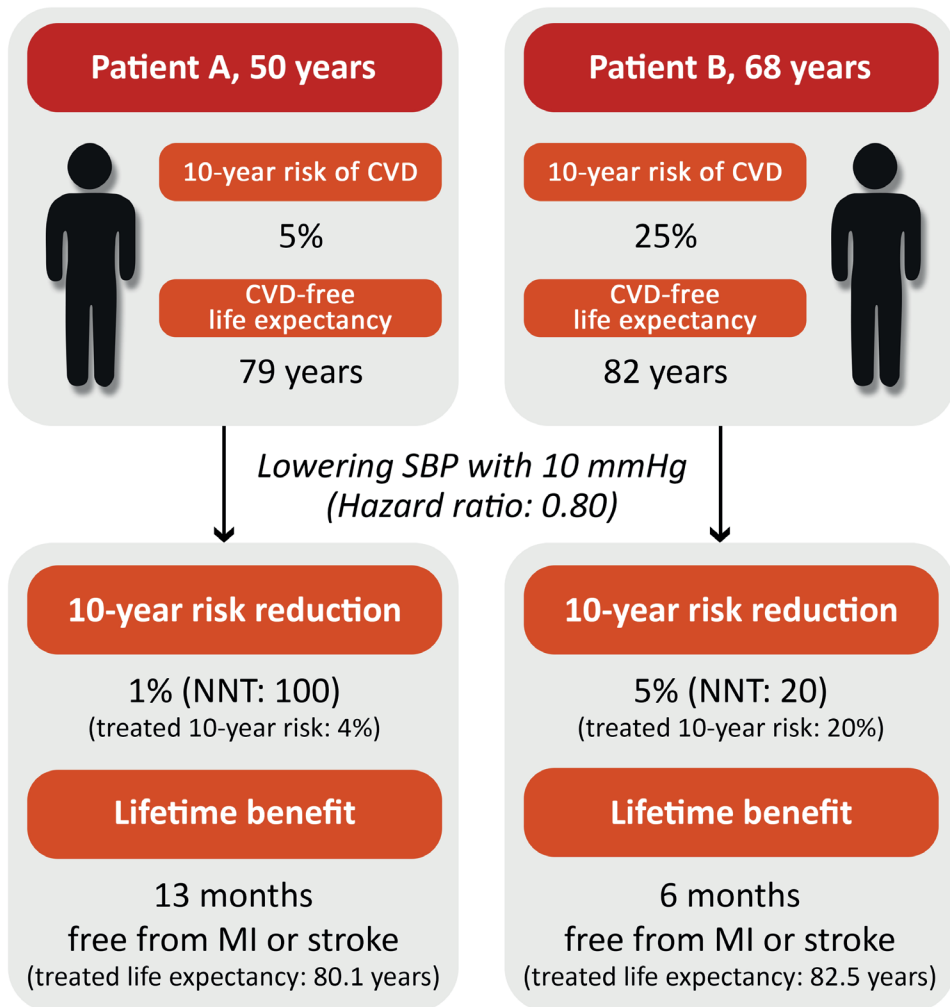 Patient A, 50 years
10-year risk of CVD
5%
CVD-free
life expectancy
79 years
Patient B, 68 years
10-year risk of CVD
25%
CVD-free
life expectancy
82 years
Lowering SBP with 10 mmHg
(Hazard ratio: 0.80)
10-year risk reduction
1% (NNT: 100)
(treated 10-year risk: 4%)
Lifetime benefit
13 months
free from MI or stroke
(treated life expectancy: 80.1 years)
10-year risk reduction
5% (NNT: 20)
(treated 10-year risk: 20%)
Lifetime benefit
6 months
free from MI or stroke
(treated life expectancy: 82.5 years)